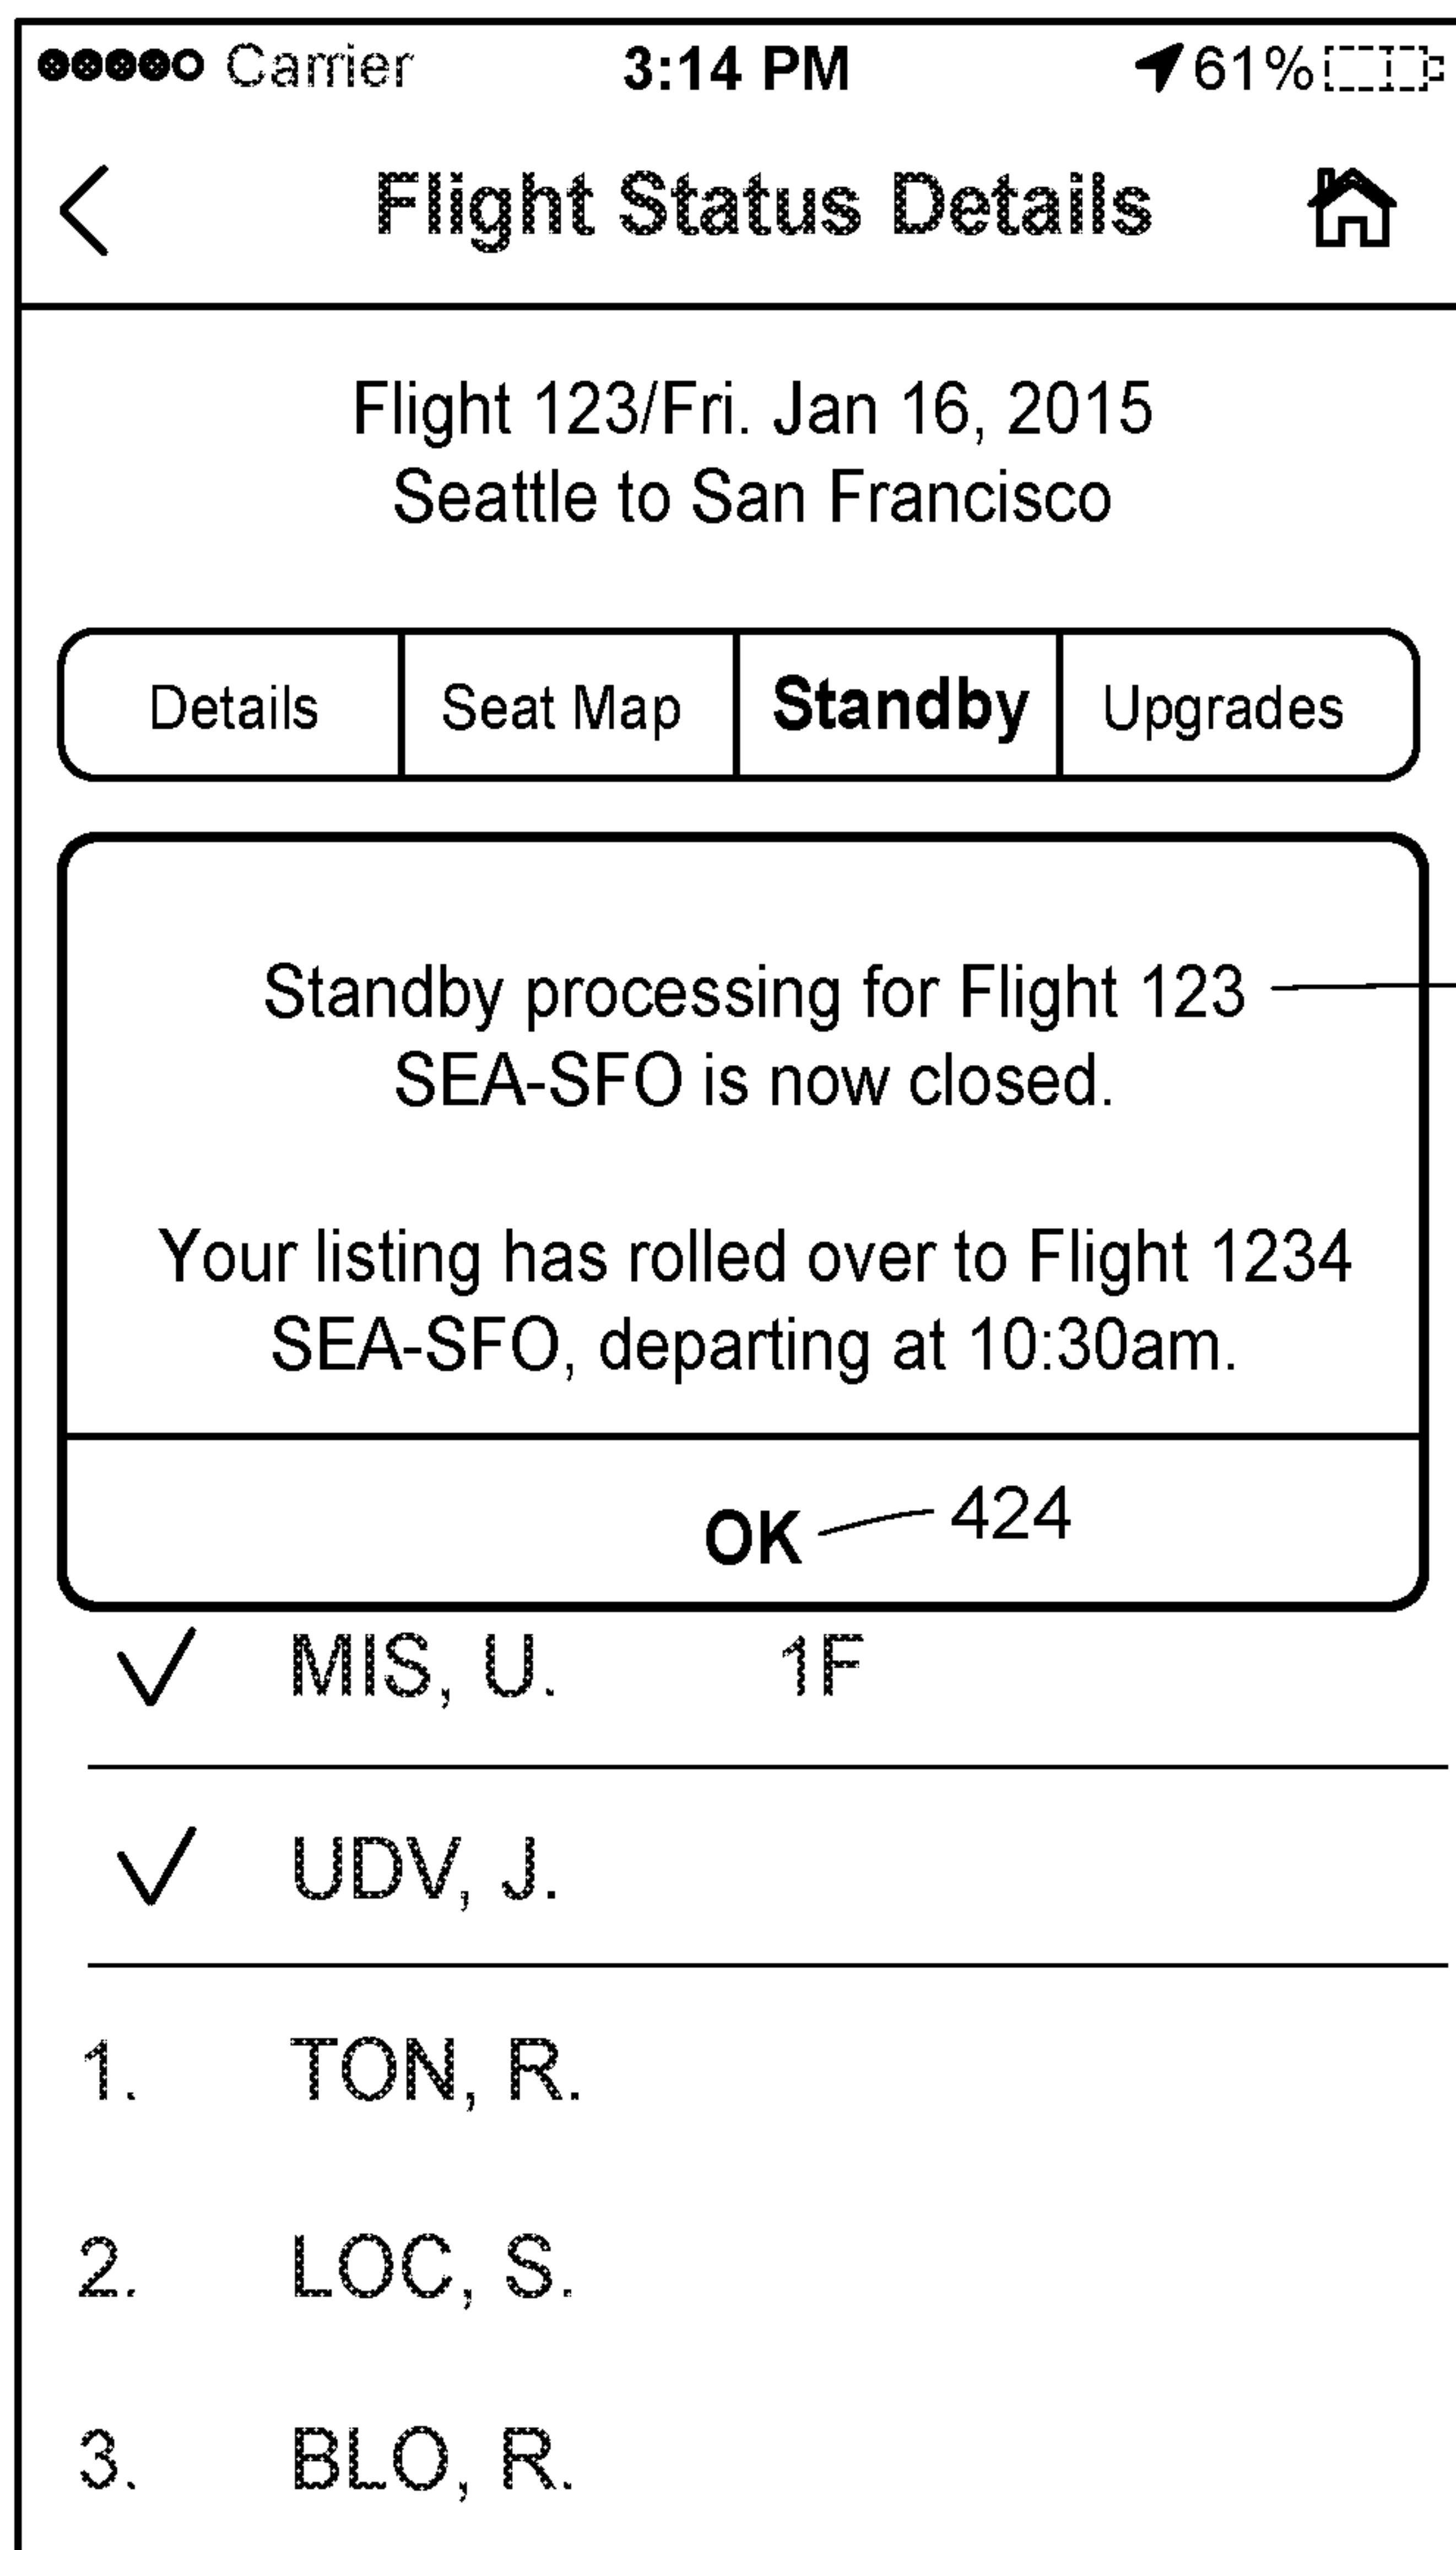 Carrier 3:14 PM 61%
Flight Status Details
Flight 123/Fri. Jan 16, 2015
Seattle to San Francisco
Details Seat Map Standby Upgrades
Standby processing for Flight 123
SEA-SFO is now closed.
Your listing has rolled over to Flight 1234
SEA-SFO, departing at 10:30am.
OK 424
MIS, U. 1F
UDV, J.
1. TON, R.
2. LOC, S.
3. BLO, R.